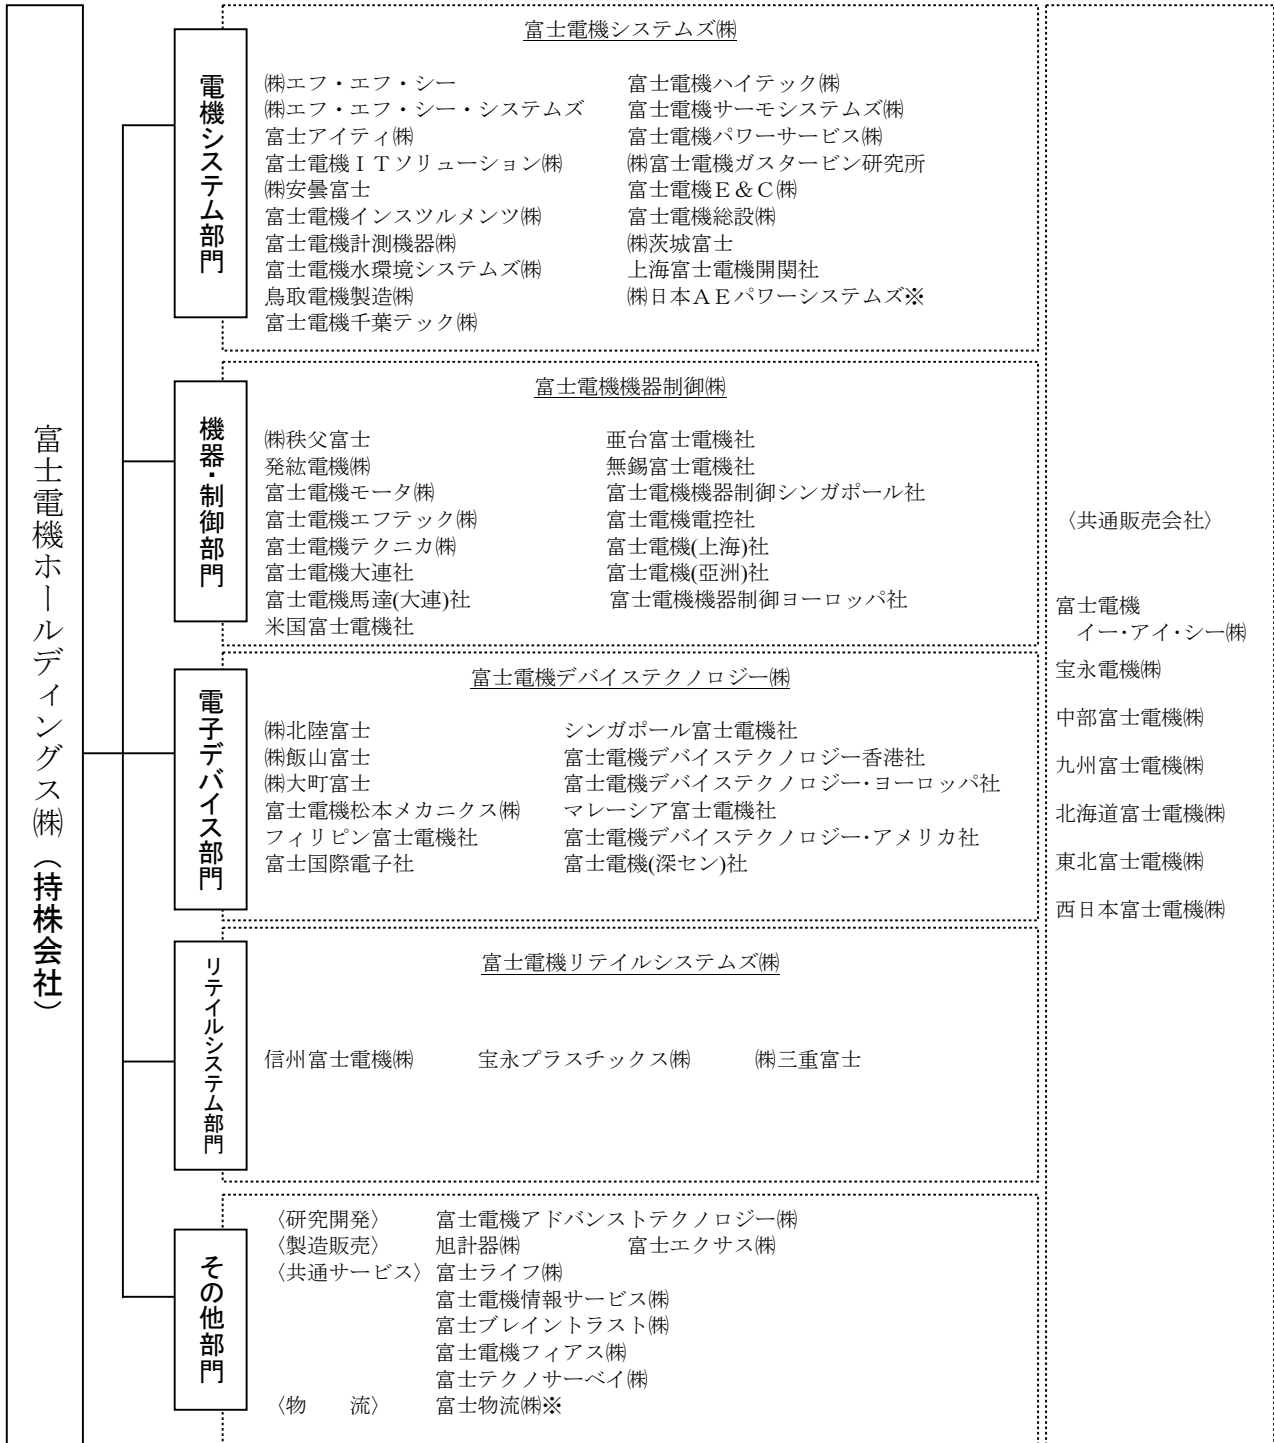 富士電機ホールディングス㈱（持株会社）
電機システム部門
富士電機システムズ㈱
㈱エフ・エフ・シー 富士電機ハイテック㈱
㈱エフ・エフ・シー・システムズ 富士電機サーモシステムズ㈱
富士アイティ㈱ 富士電機パワーサービス㈱
富士電機ＩＴソリューション㈱ ㈱富士電機ガスタービン研究所
㈱安曇富士 富士電機Ｅ＆Ｃ㈱
富士電機インスツルメンツ㈱ 富士電機総設㈱
富士電機計測機器㈱ ㈱茨城富士
富士電機水環境システムズ㈱ 上海富士電機開関社
鳥取電機製造㈱ ㈱日本ＡＥパワーシステムズ※
富士電機千葉テック㈱
機器・制御部門
富士電機機器制御㈱
㈱秩父富士 亜台富士電機社
発紘電機㈱ 無錫富士電機社
富士電機モータ㈱ 富士電機機器制御シンガポール社
富士電機エフテック㈱ 富士電機電控社
富士電機テクニカ㈱ 富士電機(上海)社
富士電機大連社 富士電機(亞洲)社
富士電機馬達(大連)社 富士電機機器制御ヨーロッパ社
米国富士電機社
電子デバイス部門
富士電機デバイステクノロジー㈱
㈱北陸富士 シンガポール富士電機社
㈱飯山富士 富士電機デバイステクノロジー香港社
㈱大町富士 富士電機デバイステクノロジー・ヨーロッパ社
富士電機松本メカニクス㈱ マレーシア富士電機社
フィリピン富士電機社 富士電機デバイステクノロジー・アメリカ社
富士国際電子社 富士電機(深セン)社
リテイルシステム部門
富士電機リテイルシステムズ㈱
信州富士電機㈱ 宝永プラスチックス㈱ ㈱三重富士
その他部門
〈研究開発〉 富士電機アドバンストテクノロジー㈱
〈製造販売〉 旭計器㈱ 富士エクサス㈱
〈共通サービス〉 富士ライフ㈱
富士電機情報サービス㈱
富士ブレイントラスト㈱
富士電機フィアス㈱
富士テクノサーベイ㈱
〈物　流〉 富士物流㈱※
〈共通販売会社〉
富士電機
イー・アイ・シー㈱
宝永電機㈱
中部富士電機㈱
九州富士電機㈱
北海道富士電機㈱
東北富士電機㈱
西日本富士電機㈱